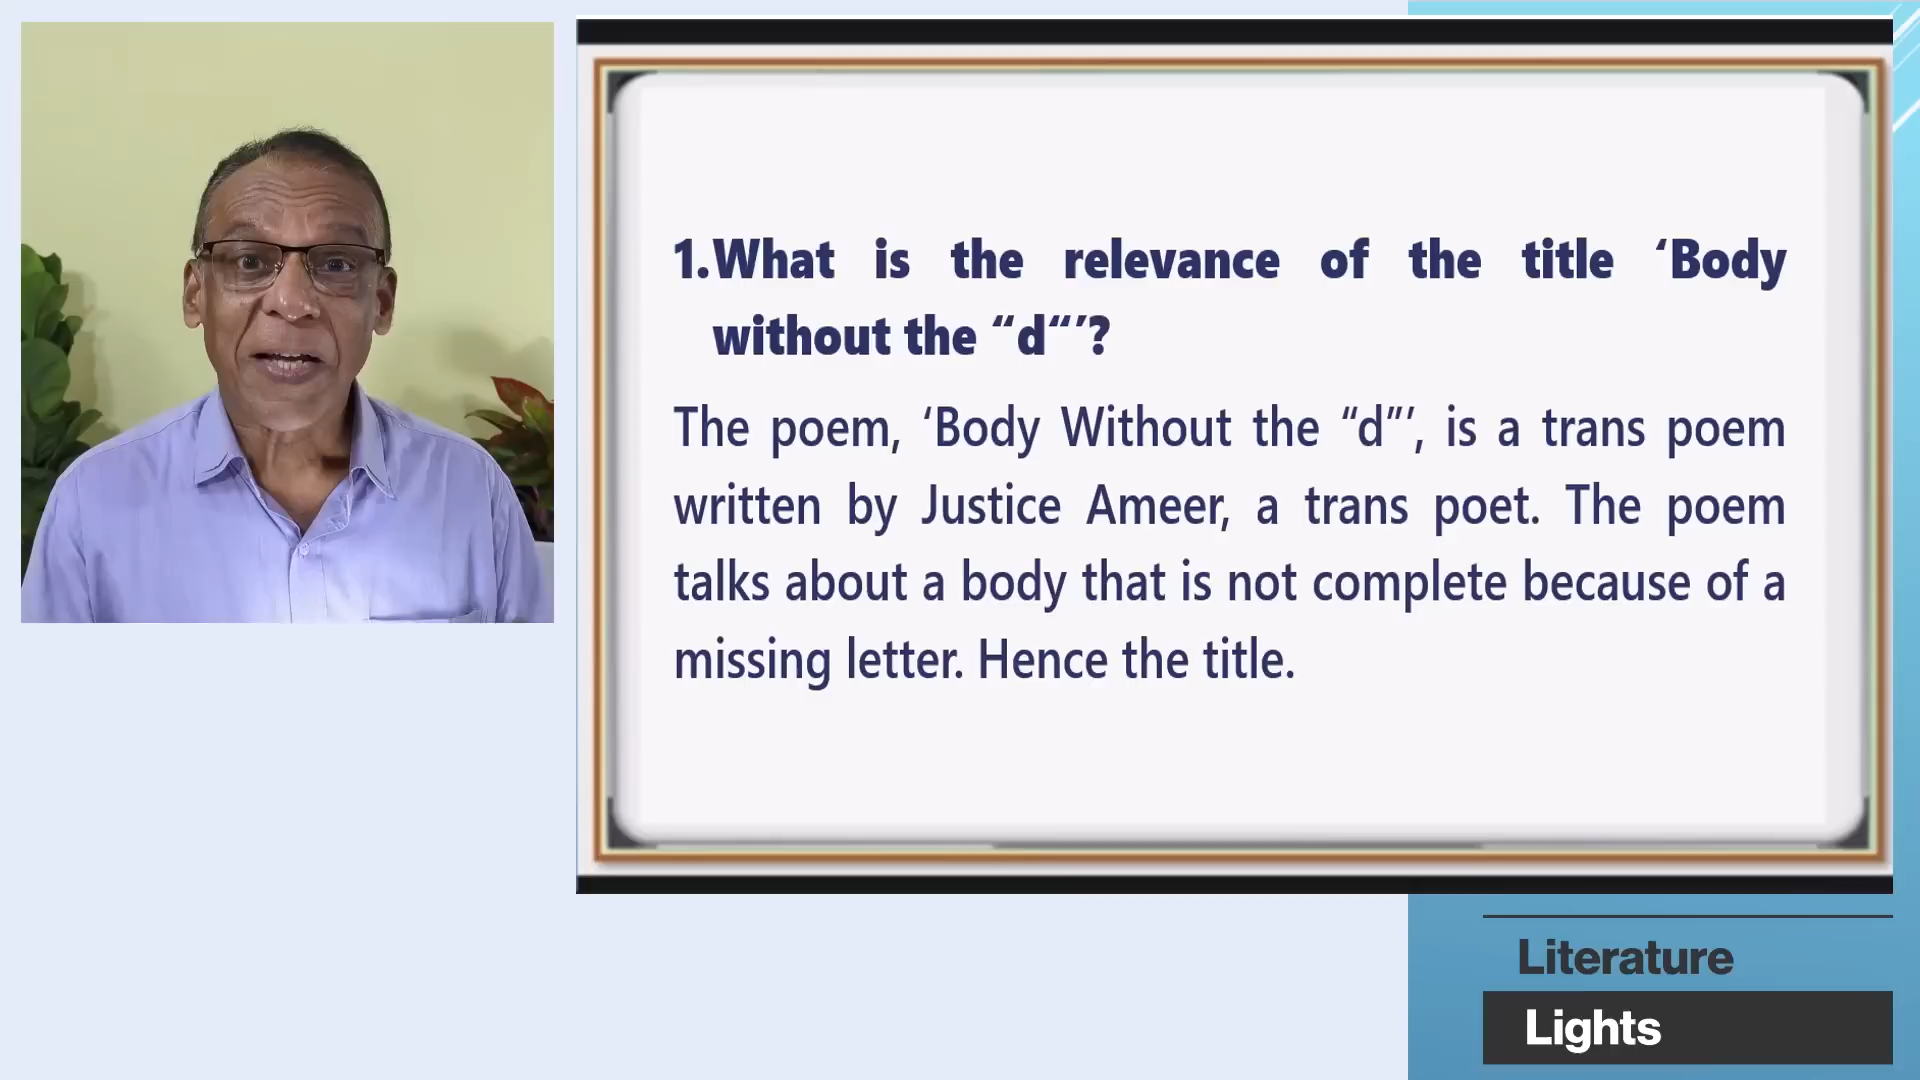 1.What is the relevance of the title ‘Body
without the “d“’?
The poem, ‘Body Without the “d”’, is a trans poem
written by Justice Ameer, a trans poet. The poem
talks about a body that is not complete because of a
missing letter. Hence the title.
Literature
Lights